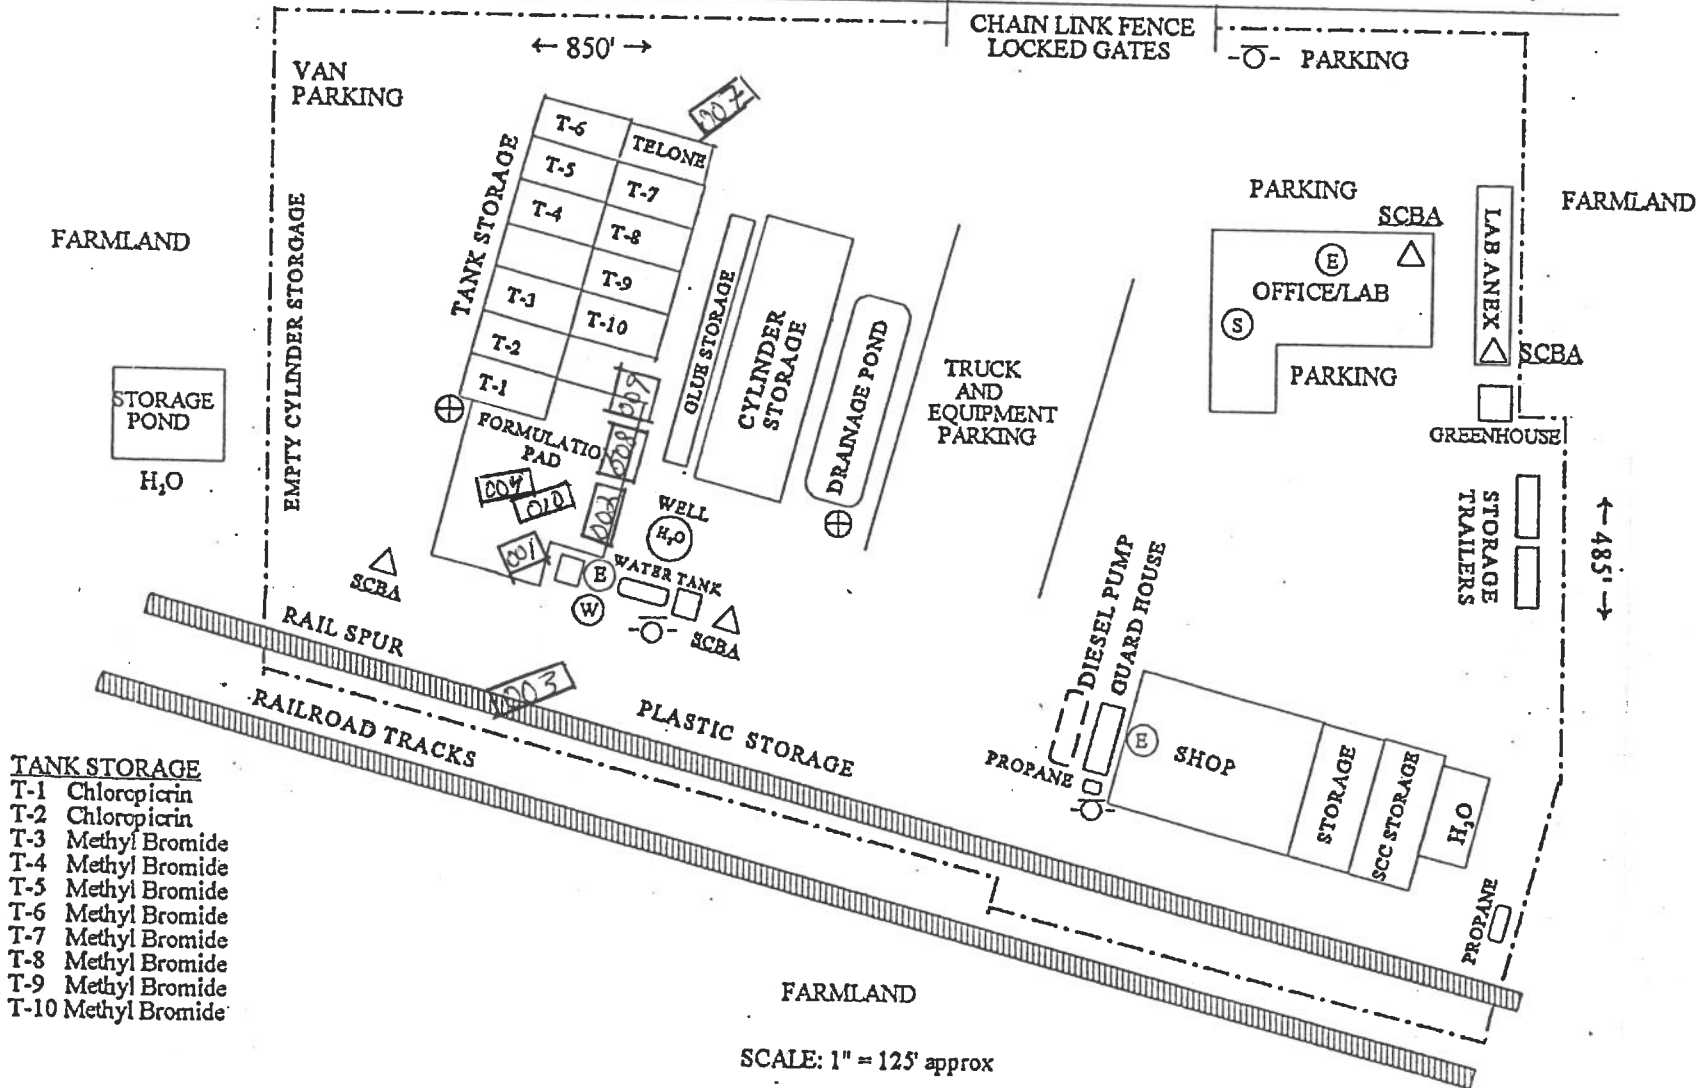 CHAIN LINK FENCE
LOCKED GATES
← 850' →
PARKING
VAN
PARKING
007
T-6
TELONE
T-5
T-7
T-4
T-8
T-9
T-3
T-10
T-2
T-1
TANK STORAGE
FARMLAND
EMPTY CYLINDER STORGAGE
STORAGE
POND
H₂O
GLUE STORAGE
CYLINDER
STORAGE
DRAINAGE POND
TRUCK
AND
EQUIPMENT
PARKING
PARKING
SCBA
E
OFFICE/LAB
S
PARKING
LAB ANEX
SCBA
FARMLAND
GREENHOUSE
STORAGE
TRAILERS
← 485' →
009
008
FORMULATIO
PAD
004
010
001
WELL
H₂O
E
WATER TANK
W
SCBA
SCBA
RAIL SPUR
003
RAILROAD TRACKS
PLASTIC STORAGE
DIESEL PUMP
GUARD HOUSE
PROPANE
E
SHOP
STORAGE
SCC STORAGE
H₂O
PROPANE
TANK STORAGE
T-1 Chloropicrin
T-2 Chloropicrin
T-3 Methyl Bromide
T-4 Methyl Bromide
T-5 Methyl Bromide
T-6 Methyl Bromide
T-7 Methyl Bromide
T-8 Methyl Bromide
T-9 Methyl Bromide
T-10 Methyl Bromide
FARMLAND
SCALE: 1" = 125' approx